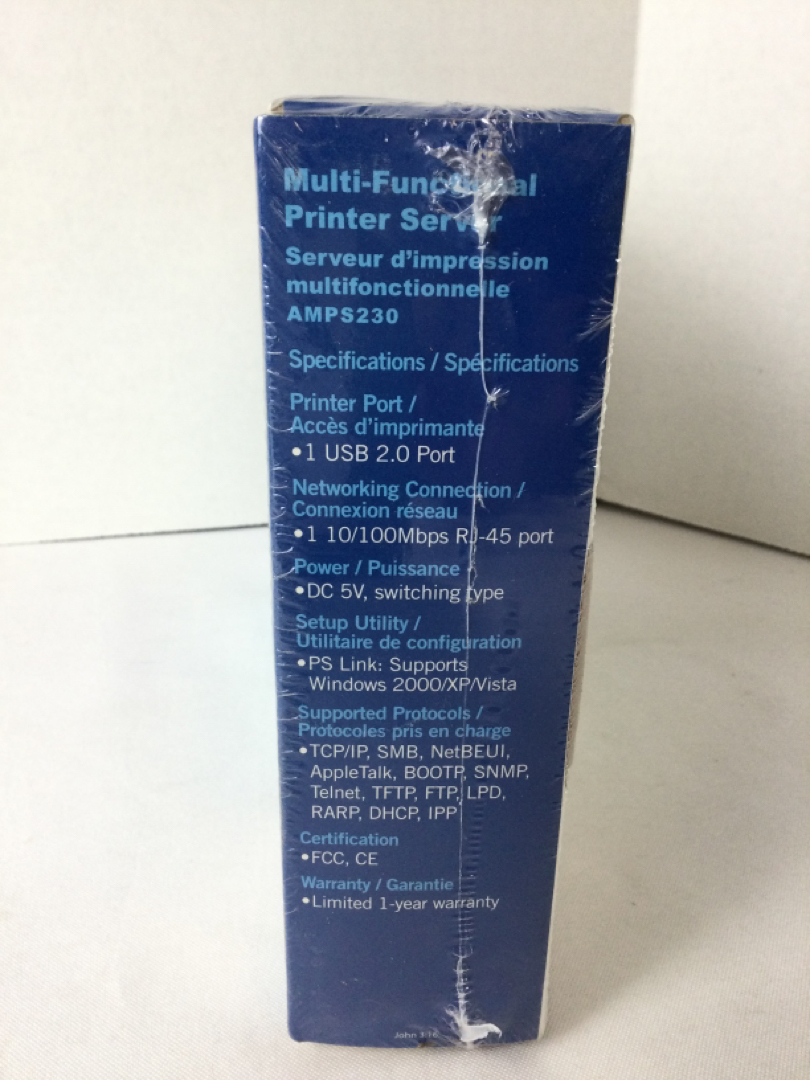 Multi-Functional
Printer Server
Serveur d'impression
multifonctionnelle
AMPS230
Specifications / Spécifications
Printer Port /
Accès d'imprimante
•1 USB 2.0 Port
Networking Connection /
Connexion réseau
•1 10/100Mbps RJ-45 port
Power / Puissance
•DC 5V, switching type
Setup Utility /
Utilitaire de configuration
•PS Link: Supports
Windows 2000/XP/Vista
Supported Protocols /
Protocoles pris en charge
•TCP/IP, SMB, NetBEUI,
AppleTalk, BOOTP, SNMP,
Telnet, TFTP, FTP, LPD,
RARP, DHCP, IPP
Certification
•FCC, CE
Warranty / Garantie
•Limited 1-year warranty
John